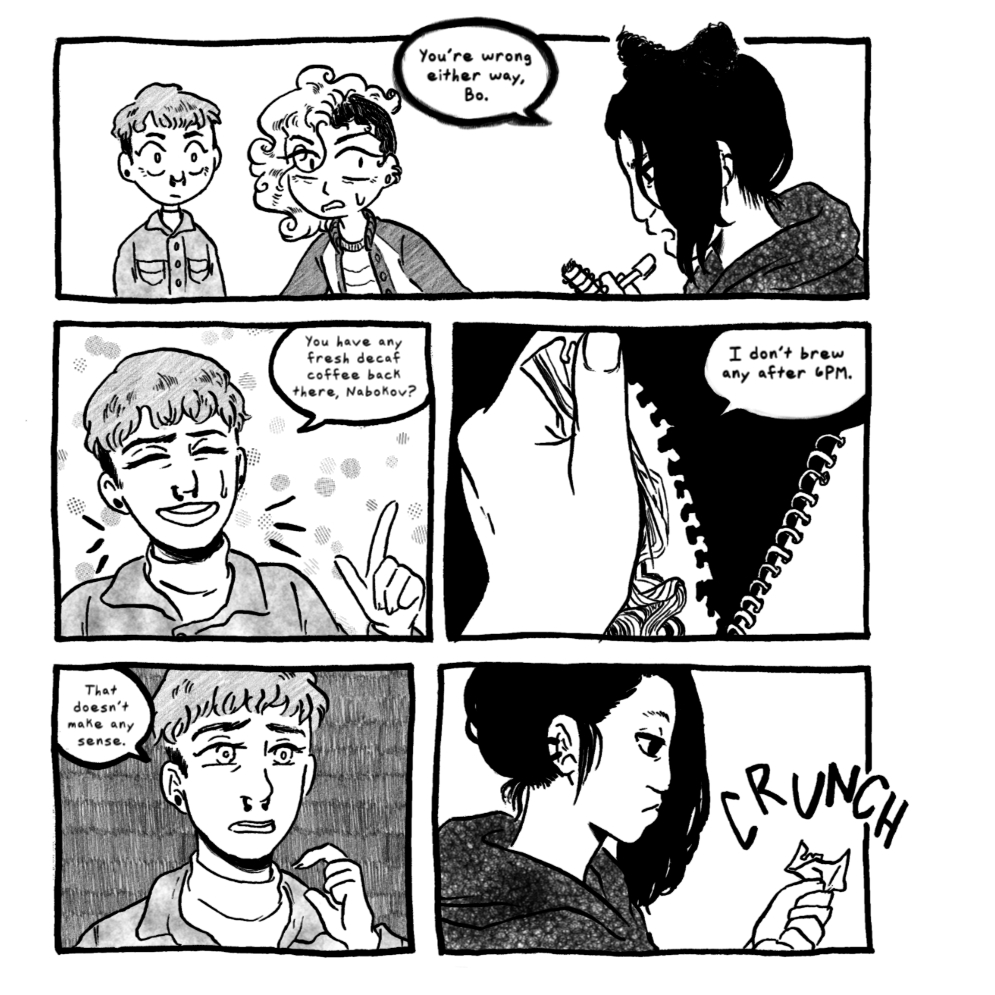 You're wrong
either way,
Bo.
You have any
fresh decaf
coffee back
there, Nabokov?
I don't brew
any after 6PM.
That
doesn't
make any
sense.
CRUNCH